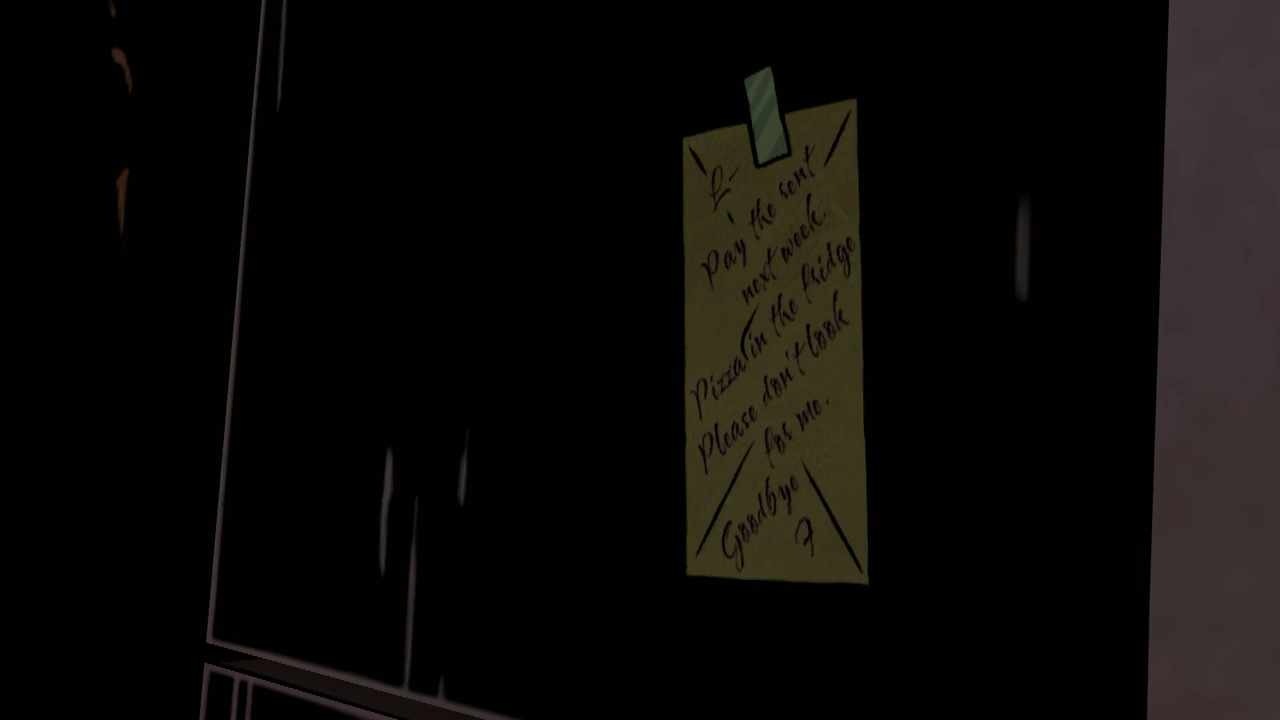 R-
Pay the rent
next week.
Pizza in the fridge
Please don't look
for me.
Goodbye
F